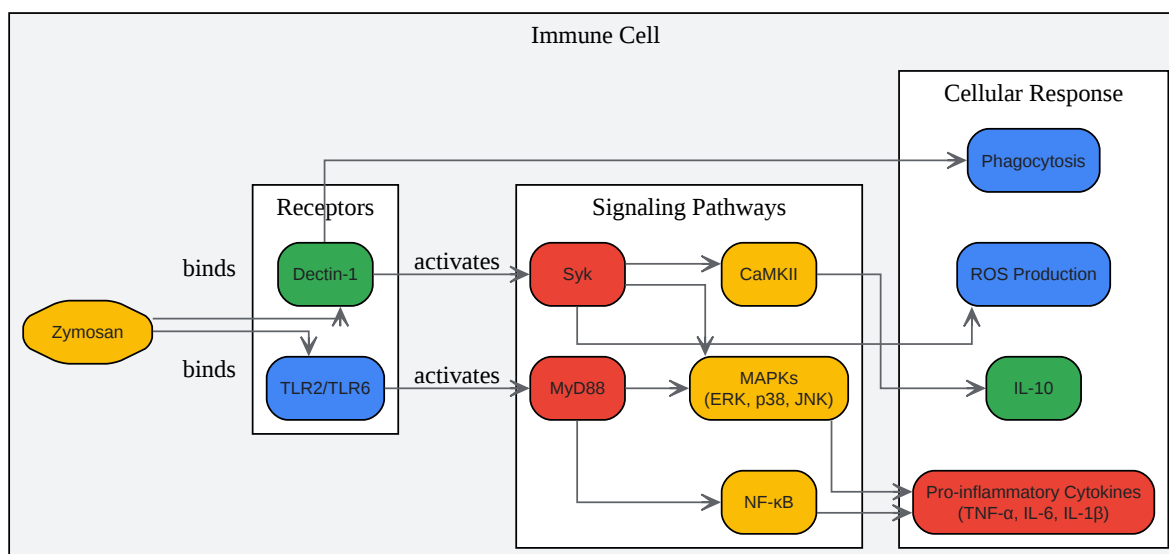 Immune Cell
Cellular Response
Phagocytosis
Receptors
Signaling Pathways
binds
Dectin-1
activates
Syk
CaMKII
ROS Production
Zymosan
binds
TLR2/TLR6
activates
MyD88
MAPKs
(ERK, p38, JNK)
IL-10
NF-κB
Pro-inflammatory Cytokines
(TNF-α, IL-6, IL-1β)